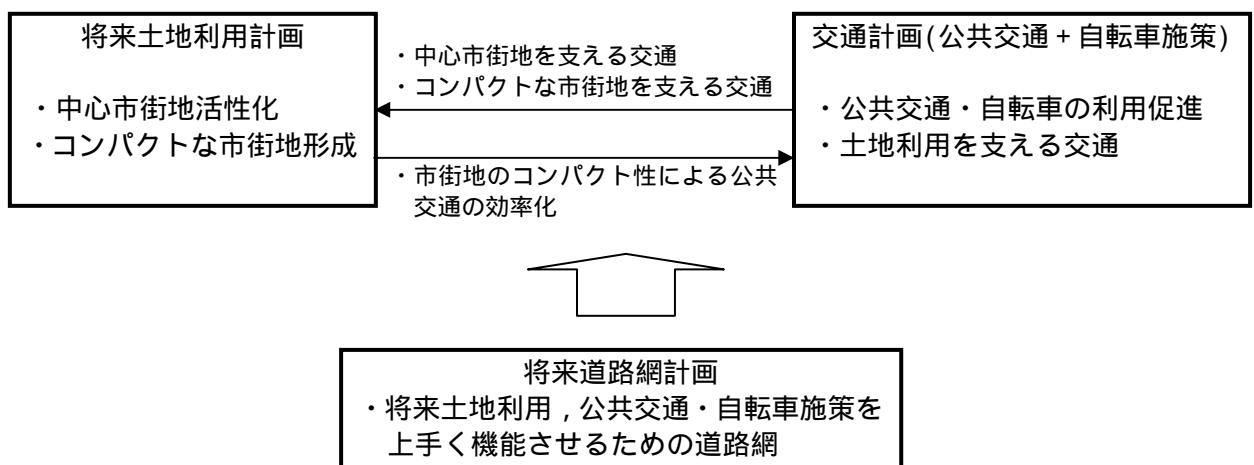 将来土地利用計画
・中心市街地活性化
・コンパクトな市街地形成
・中心市街地を支える交通
・コンパクトな市街地を支える交通
・市街地のコンパクト性による公共
交通の効率化
交通計画(公共交通+自転車施策)
・公共交通・自転車の利用促進
・土地利用を支える交通
将来道路網計画
・将来土地利用,公共交通・自転車施策を
上手く機能させるための道路網